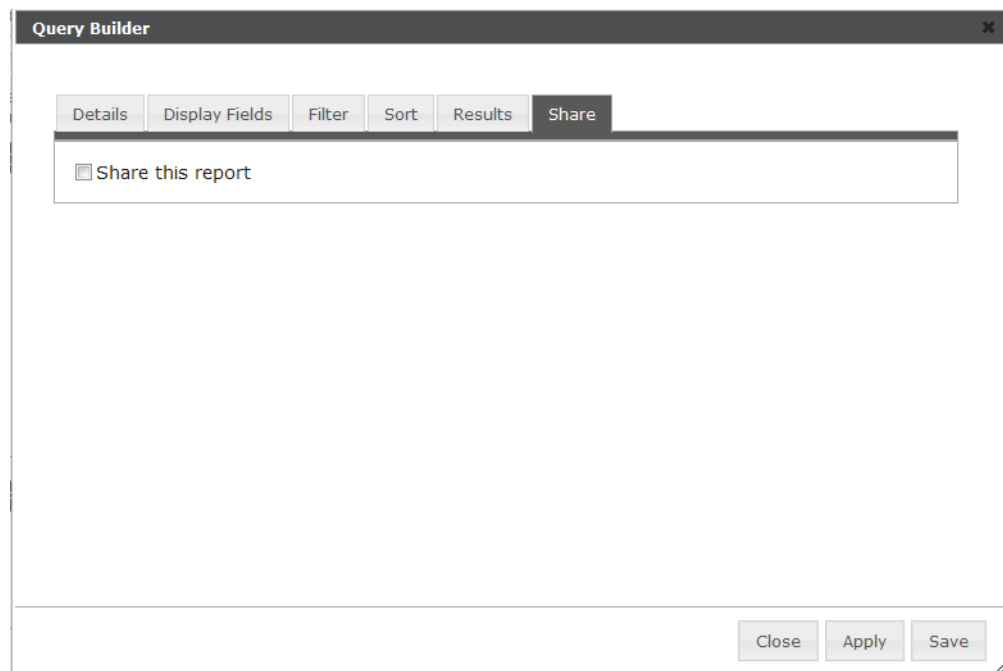 Query Builder
Details Display Fields Filter Sort Results Share
Share this report
Close Apply Save